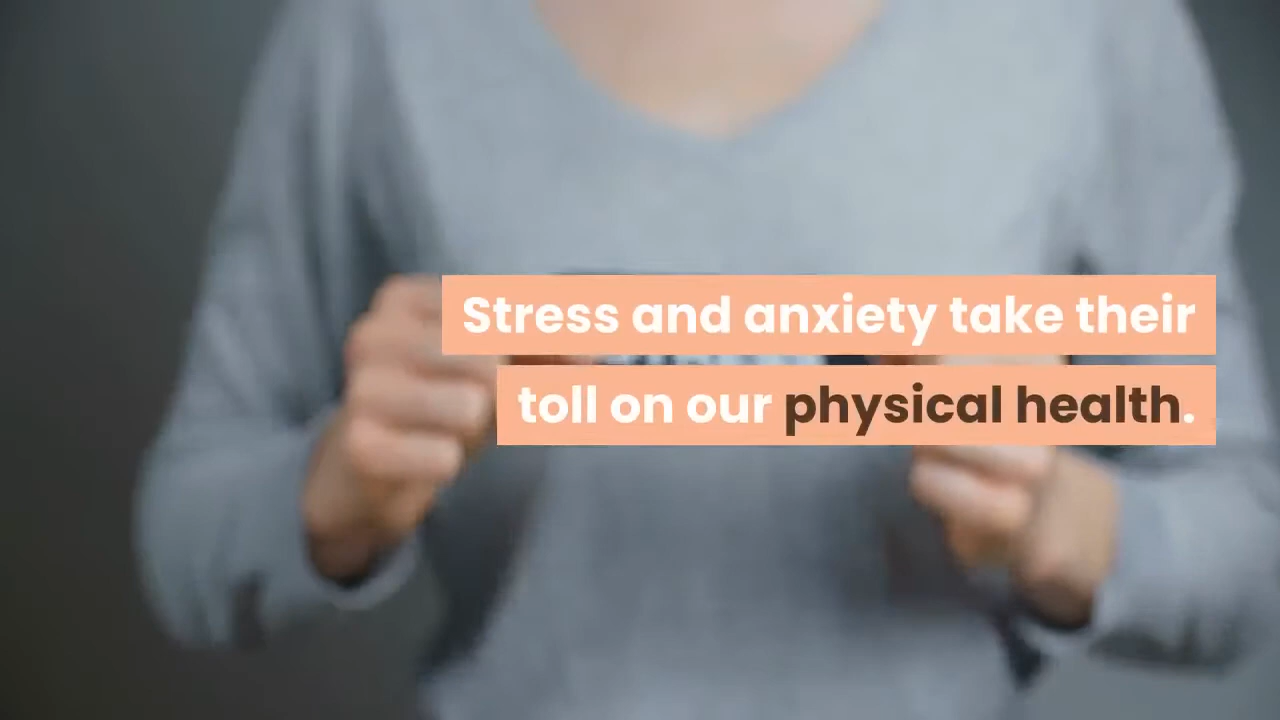 Stress and anxiety take their
toll on our physical health.